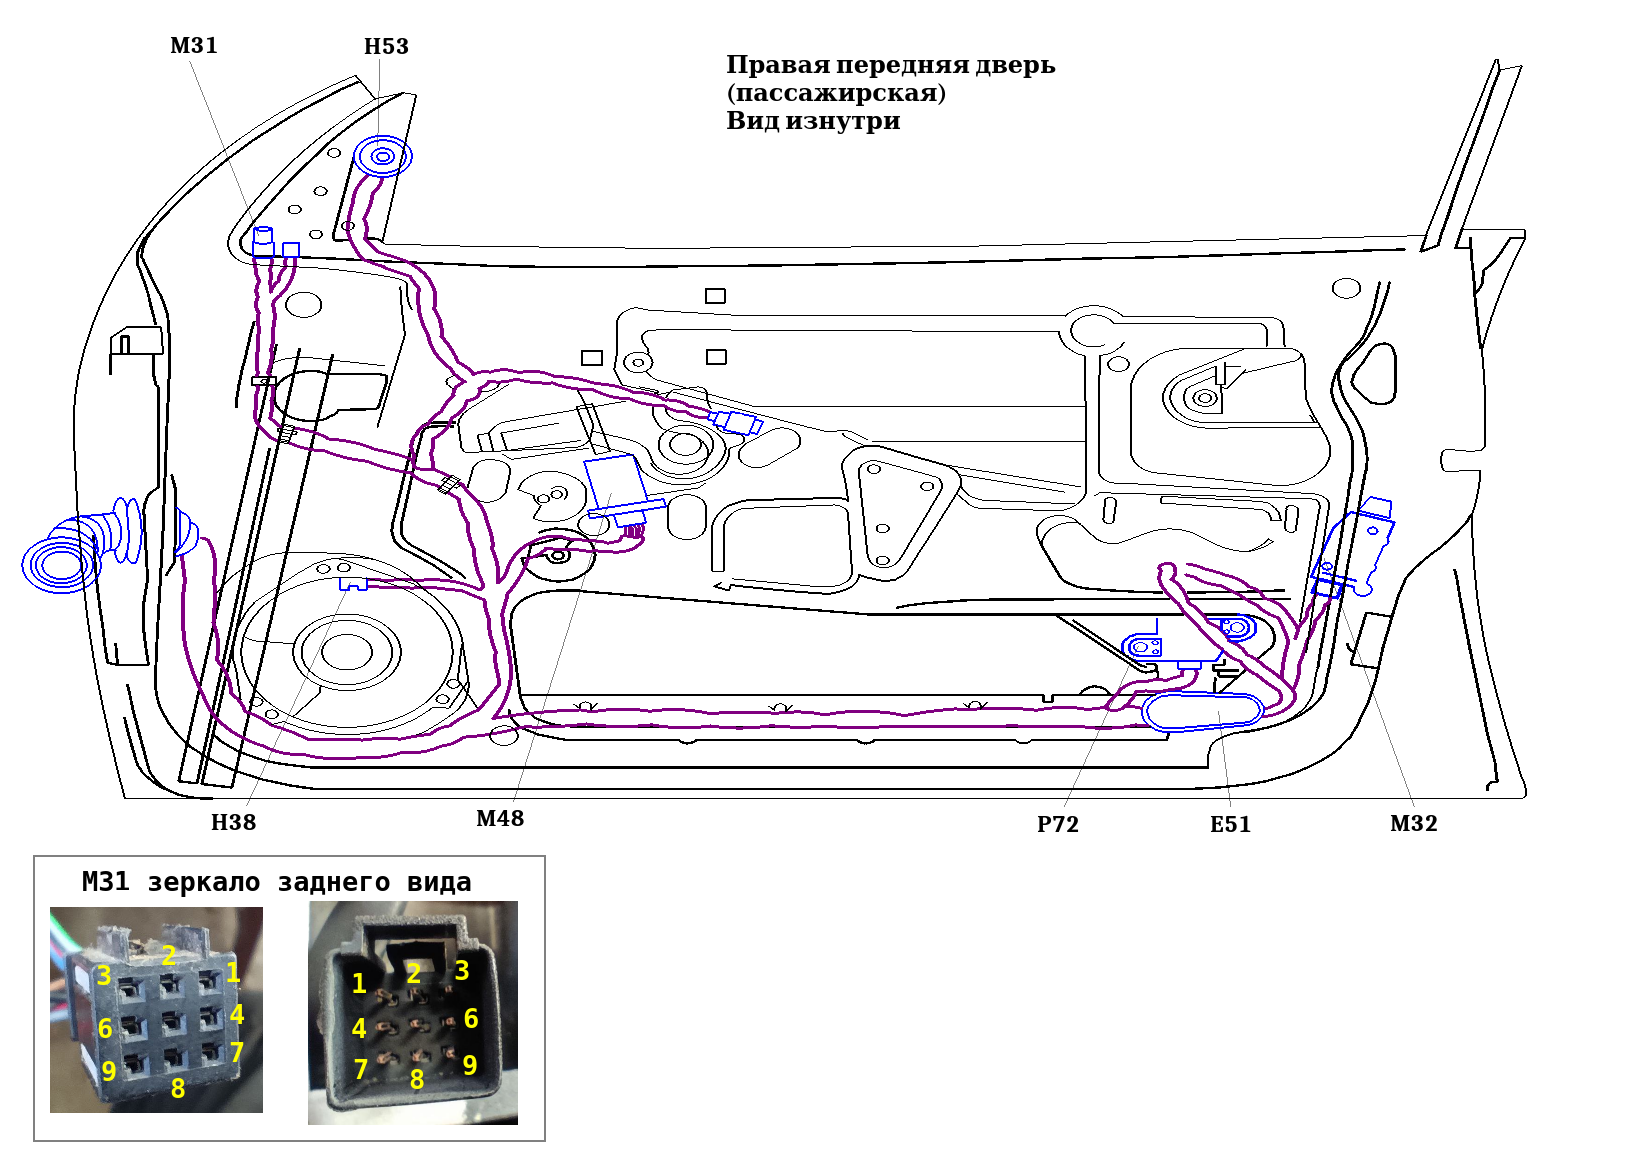 M31
H53
Правая передняя дверь
(пассажирская)
Вид изнутри
H38
M48
P72
E51
M32
M31 зеркало заднего вида
3 2 1
6 4
9 8 7
1 2 3
4 6
7 8 9